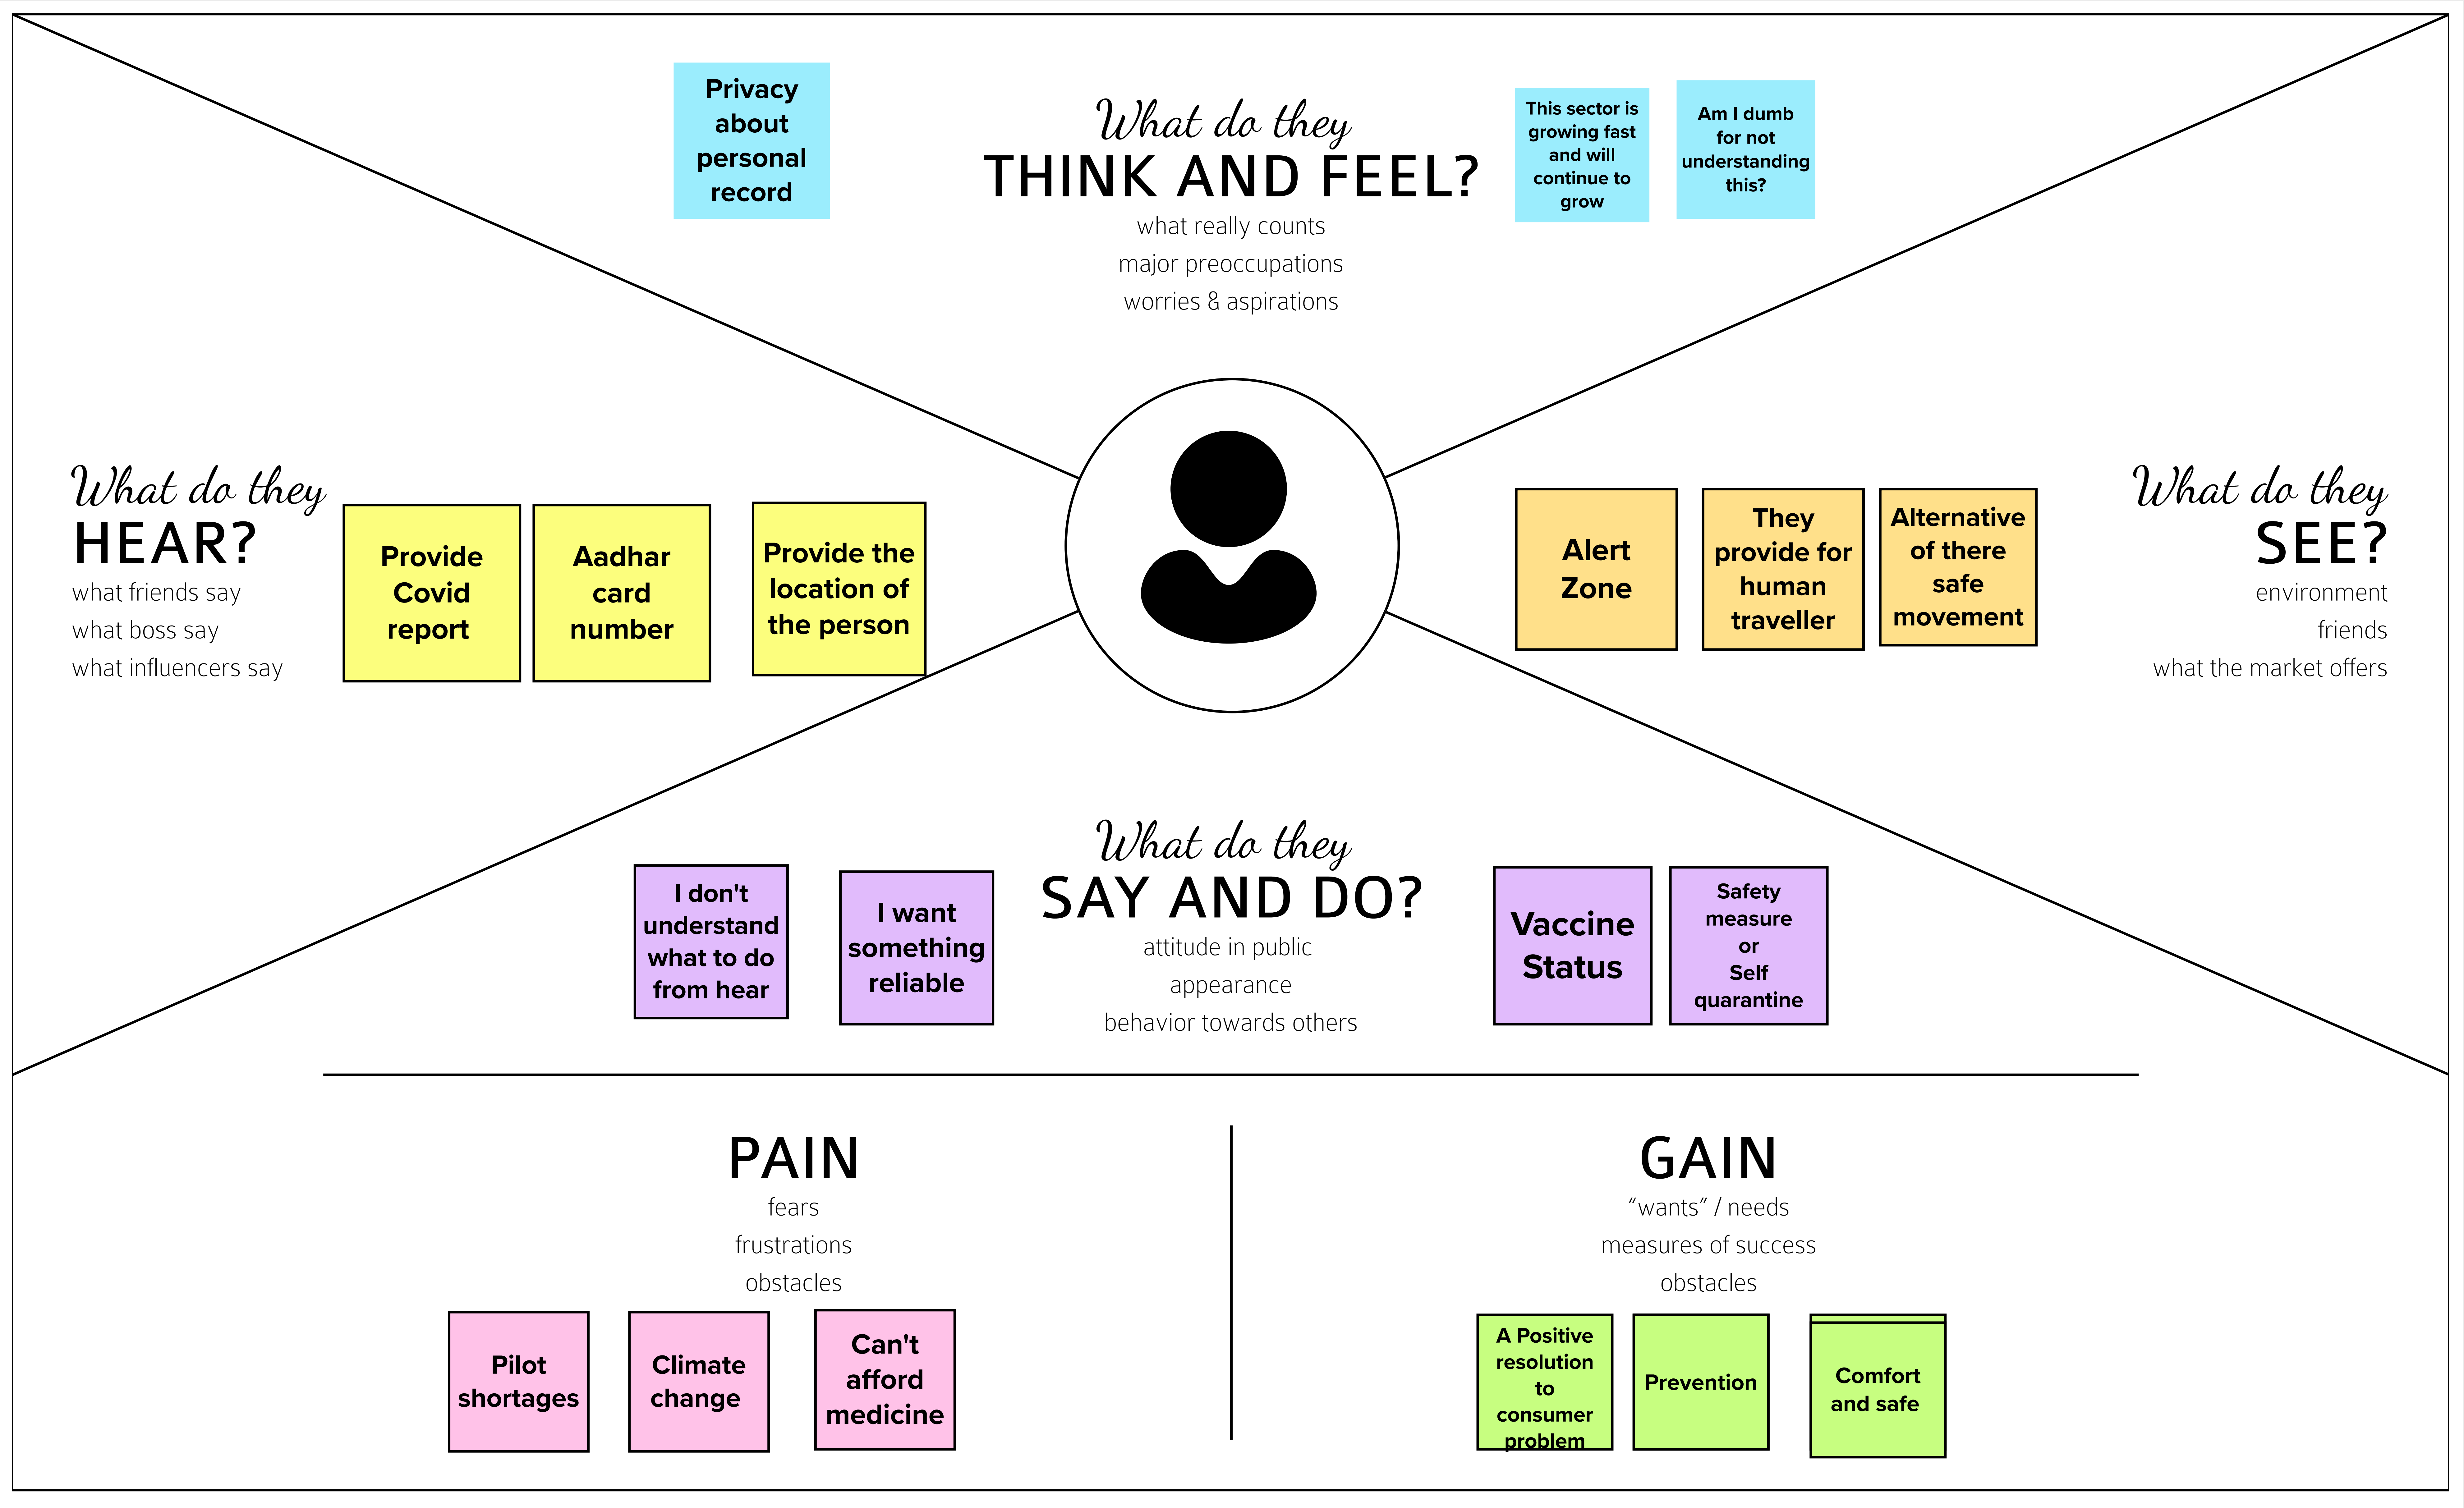 Privacy
about
personal
record
What do they
THINK AND FEEL?
what really counts
major preoccupations
worries & aspirations
This sector is
growing fast
and will
continue to
grow
Am I dumb
for not
understanding
this?
What do they
HEAR?
what friends say
what boss say
what influencers say
Provide
Covid
report
Aadhar
card
number
Provide the
location of
the person
Alert
Zone
They
provide for
human
traveller
Alternative
of there
safe
movement
What do they
SEE?
environment
friends
what the market offers
I don't
understand
what to do
from hear
I want
something
reliable
What do they
SAY AND DO?
attitude in public
appearance
behavior towards others
Vaccine
Status
Safety
measure
or
Self
quarantine
PAIN
fears
frustrations
obstacles
Pilot
shortages
Climate
change
Can't
afford
medicine
GAIN
“wants” / needs
measures of success
obstacles
A Positive
resolution
to
consumer
problem
Prevention
Comfort
and safe